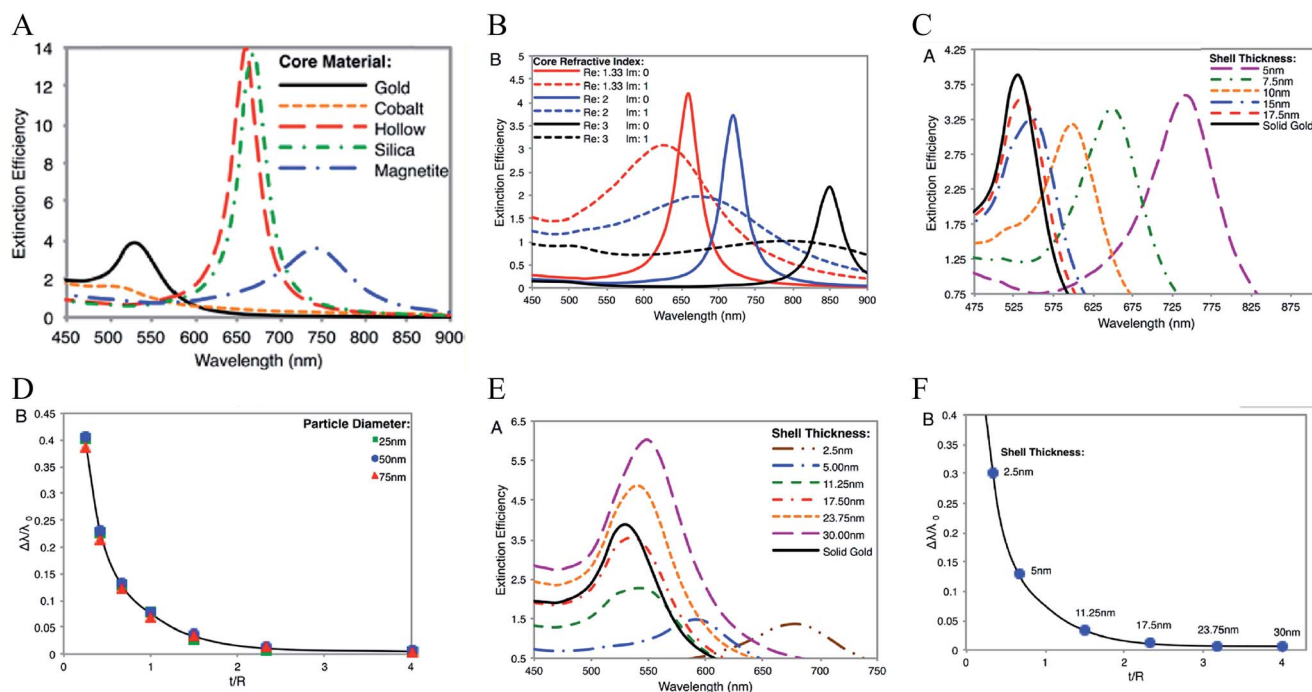 A
14
12
10
8
6
4
2
0
Extinction Efficiency
Core Material:
Gold
Cobalt
Hollow
Silica
Magnetite
450 500 550 600 650 700 750 800 850 900
Wavelength (nm)
B
B
5
4.5
4
3.5
3
2.5
2
1.5
1
0.5
0
Extinction Efficiency
Core Refractive Index:
Re: 1.33 Im: 0
Re: 1.33 Im: 1
Re: 2 Im: 0
Re: 2 Im: 1
Re: 3 Im: 0
Re: 3 Im: 1
450 500 550 600 650 700 750 800 850 900
Wavelength (nm)
C
A
4.25
3.75
3.25
2.75
2.25
1.75
1.25
0.75
Extinction Efficiency
Shell Thickness:
5nm
7.5nm
10nm
15nm
17.5nm
Solid Gold
475 525 575 625 675 725 775 825 875
Wavelength (nm)
D
B
0.45
0.4
0.35
0.3
0.25
0.2
0.15
0.1
0.05
0
Δλ/λ0
Particle Diameter:
25nm
50nm
75nm
0 1 2 3 4
t/R
E
A
6.5
5.5
4.5
3.5
2.5
1.5
0.5
Extinction Efficiency
Shell Thickness:
2.5nm
5.00nm
11.25nm
17.50nm
23.75nm
30.00nm
Solid Gold
450 500 550 600 650 700 750
Wavelength (nm)
F
B
0.4
0.35
0.3
0.25
0.2
0.15
0.1
0.05
0
Δλ/λ0
Shell Thickness:
2.5nm
5nm
11.25nm
17.5nm
23.75nm
30nm
0 1 2 3 4
t/R